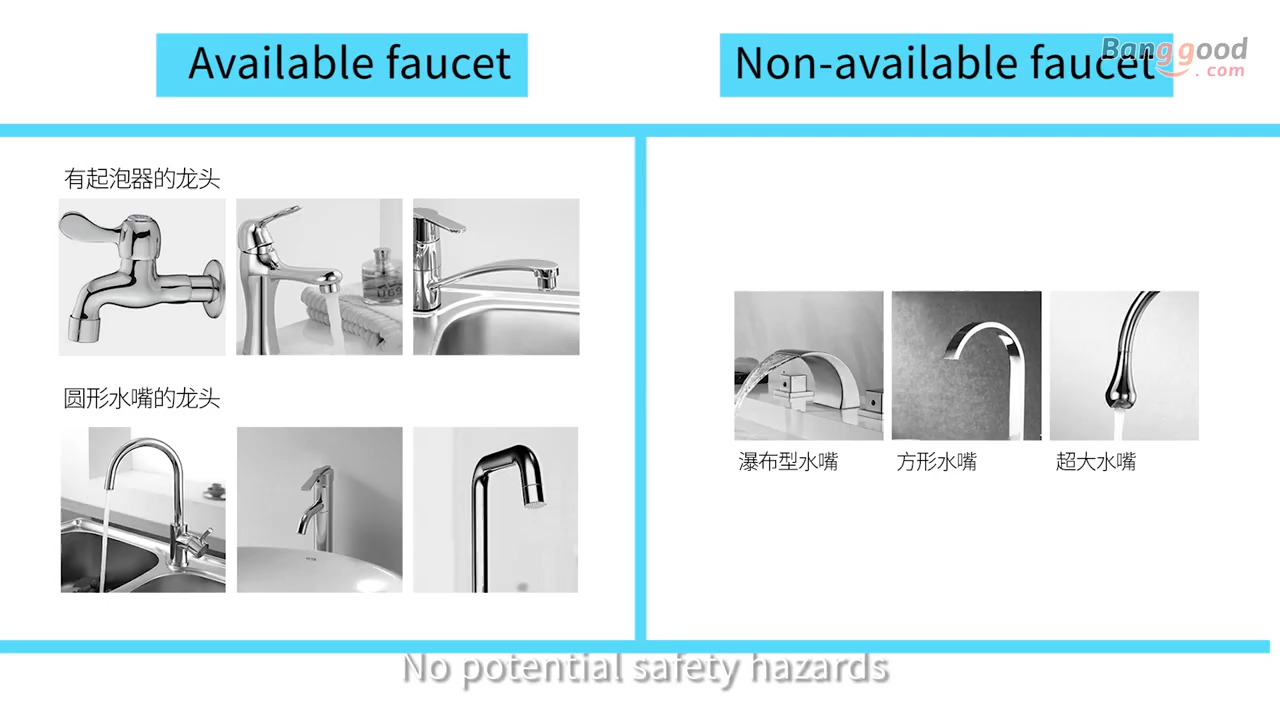 Available faucet
Non-available faucet
Banggood
.com
有起泡器的龙头
圆形水嘴的龙头
瀑布型水嘴
方形水嘴
超大水嘴
No potential safety hazards